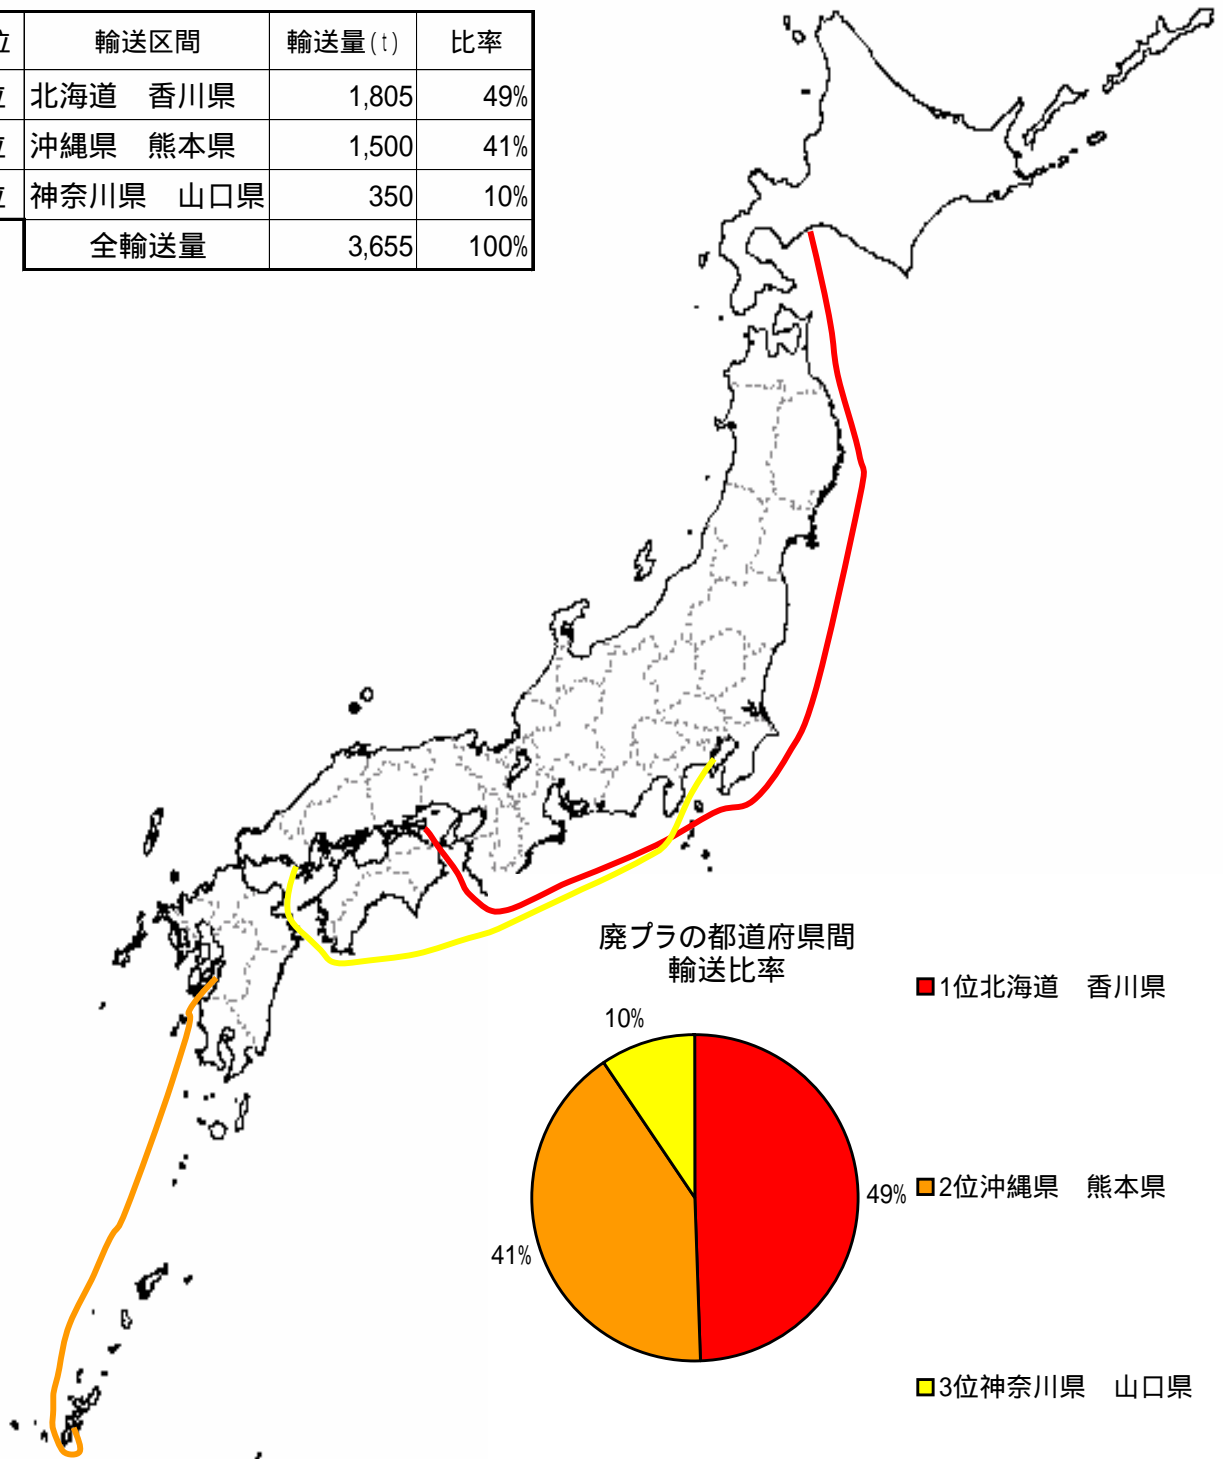 位 輸送区間 輸送量(t) 比率
位 北海道　香川県 1,805 49%
位 沖縄県　熊本県 1,500 41%
位 神奈川県　山口県 350 10%
全輸送量 3,655 100%
廃プラの都道府県間
輸送比率
1位北海道　香川県
10%
49%
2位沖縄県　熊本県
41%
3位神奈川県　山口県